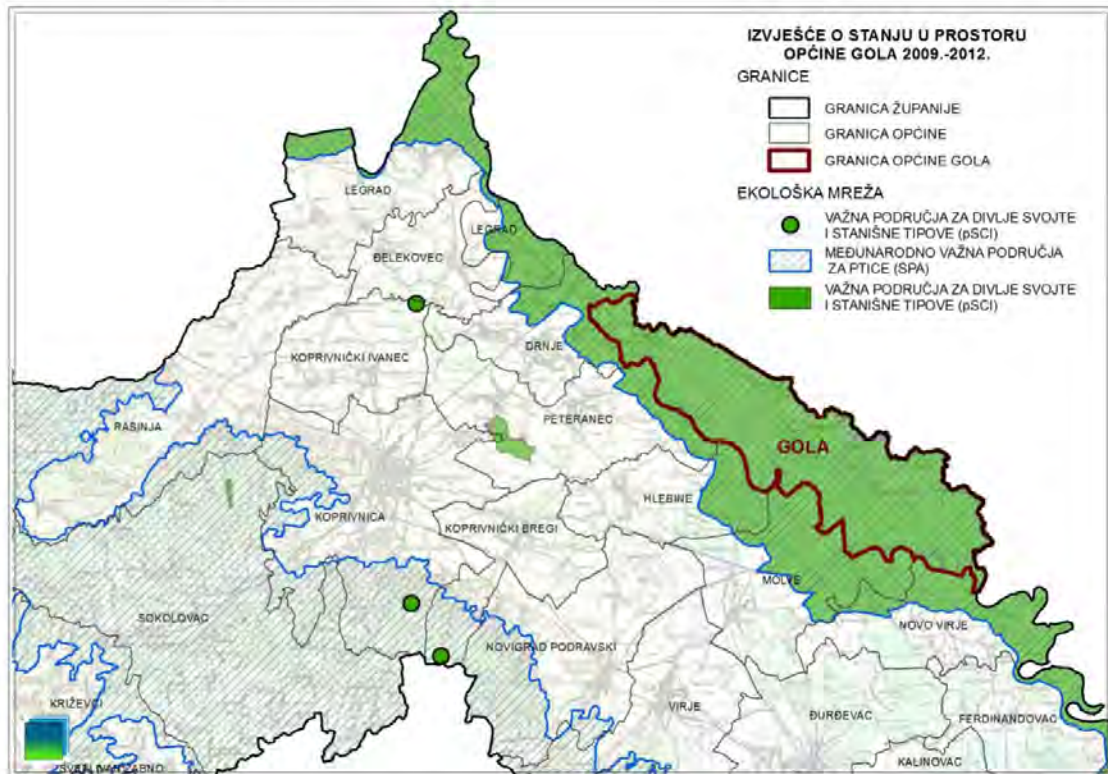 IZVJEŠĆE O STANJU U PROSTORU
OPĆINE GOLA 2009.-2012.
GRANICE
GRANICA ŽUPANIJE
GRANICA OPĆINE
GRANICA OPĆINE GOLA
EKOLOŠKA MREŽA
VAŽNA PODRUČJA ZA DIVLJE SVOJTE
I STANIŠNE TIPOVE (pSCI)
MEĐUNARODNO VAŽNA PODRUČJA
ZA PTICE (SPA)
VAŽNA PODRUČJA ZA DIVLJE SVOJTE
I STANIŠNE TIPOVE (pSCI)
LEGRAD
LEGRAD
ĐELEKOVEC
DRNJE
KOPRIVNIČKI IVANEC
PETERANEC
RASINJA
GOLA
HLEBINE
KOPRIVNICA
KOPRIVNIČKI BREGI
MOLVE
SOKOLOVAC
NOVO VIRJE
NOVIGRAD PODRAVSKI
KRIŽEVCI
VIRJE
ĐURĐEVAC
FERDINANDOVAC
KALINOVAC